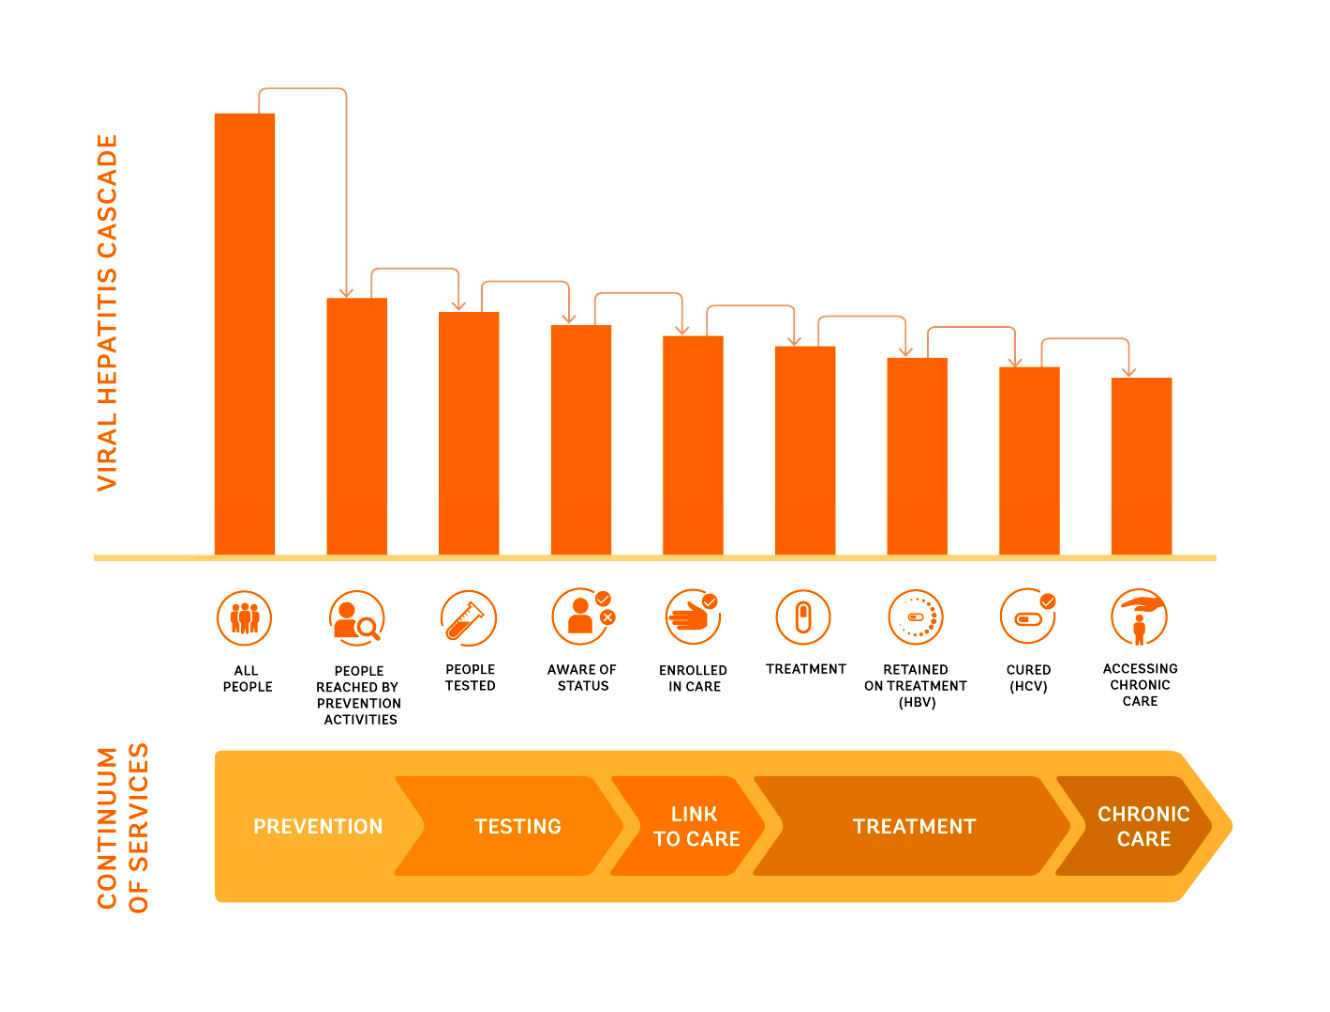 VIRAL HEPATITIS CASCADE
ALL
PEOPLE
PEOPLE
REACHED BY
PREVENTION
ACTIVITIES
PEOPLE
TESTED
AWARE OF
STATUS
ENROLLED
IN CARE
TREATMENT
RETAINED
ON TREATMENT
(HBV)
CURED
(HCV)
ACCESSING
CHRONIC
CARE
CONTINUUM
OF SERVICES
PREVENTION
TESTING
LINK
TO CARE
TREATMENT
CHRONIC
CARE